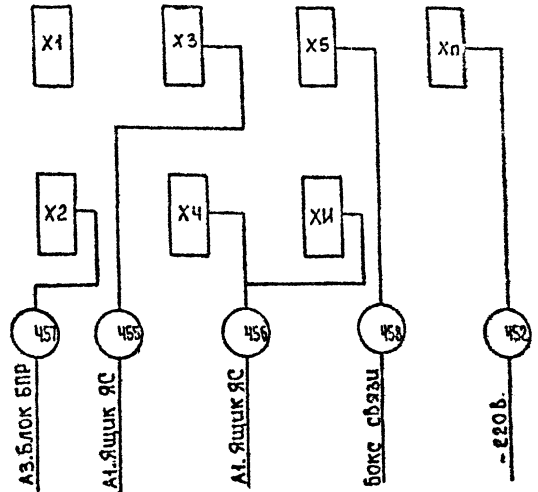 X1
X3
X5
Xп
X2
X4
XИ
457
455
456
458
452
А3. Блок БПР
А1. Ящик ЯС
А1. Ящик ЯС
Бокс связи
~220В.